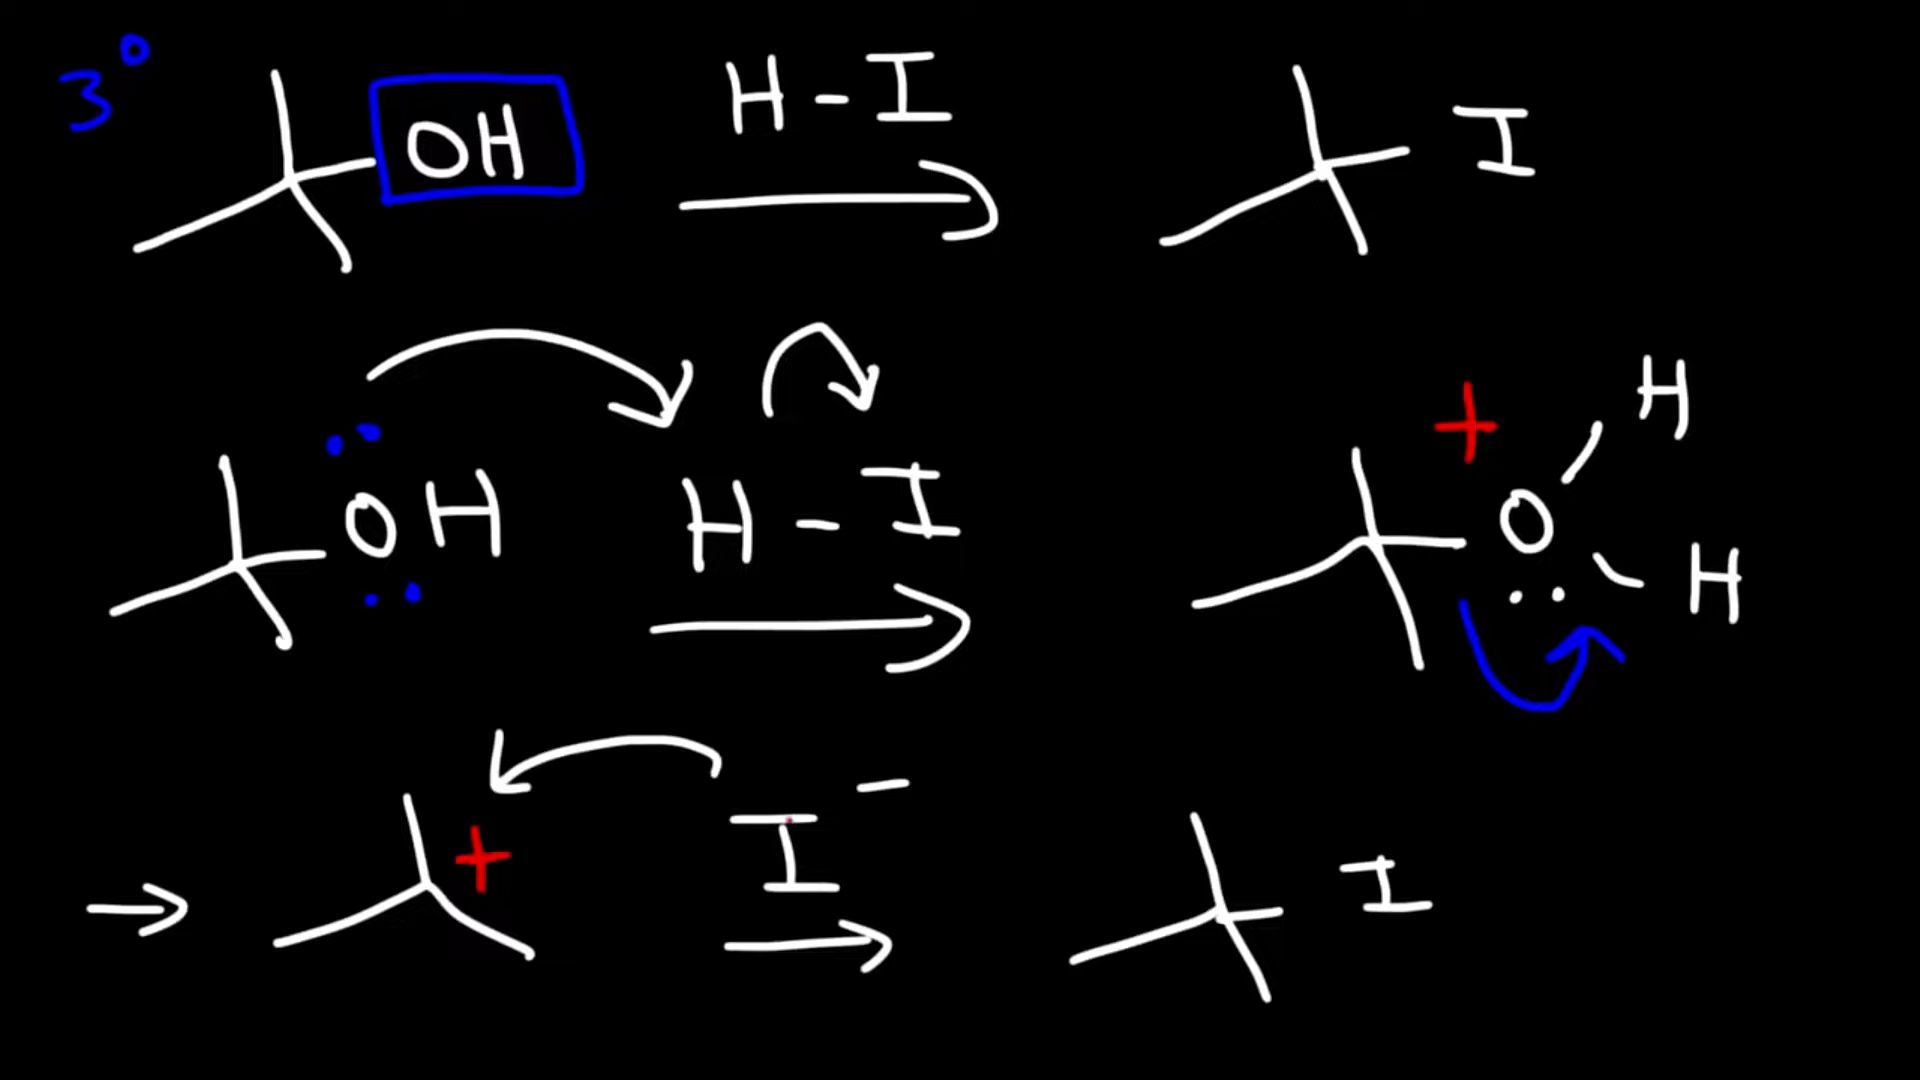 3° OH H-I I
OH H-I + O H H
+ I - I